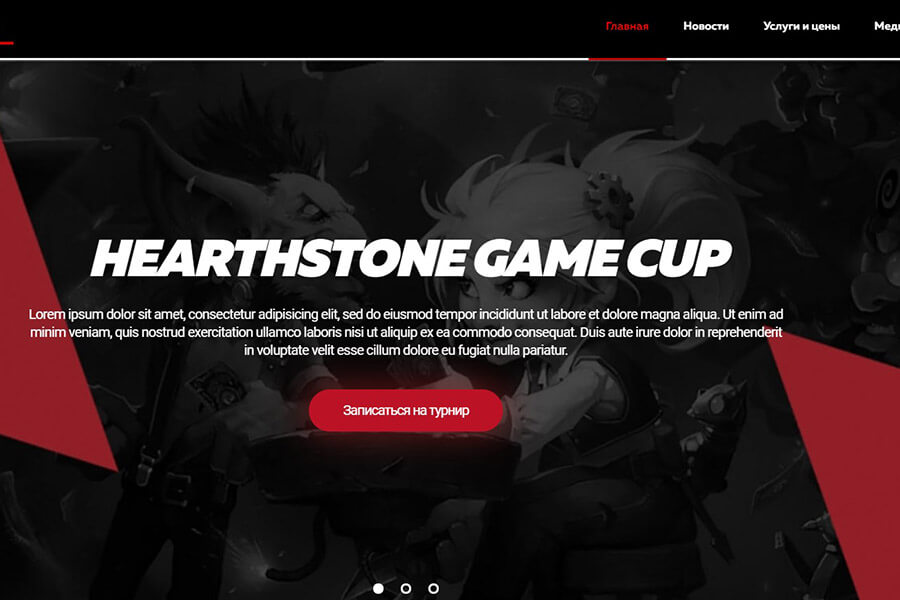 Главная Новости Услуги и цены
HEARTHSTONE GAME CUP
Lorem ipsum dolor sit amet, consectetur adipisicing elit, sed do eiusmod tempor incididunt ut labore et dolore magna aliqua. Ut enim ad
minim veniam, quis nostrud exercitation ullamco laboris nisi ut aliquip ex ea commodo consequat. Duis aute irure dolor in reprehenderit
in voluptate velit esse cillum dolore eu fugiat nulla pariatur.
Записаться на турнир